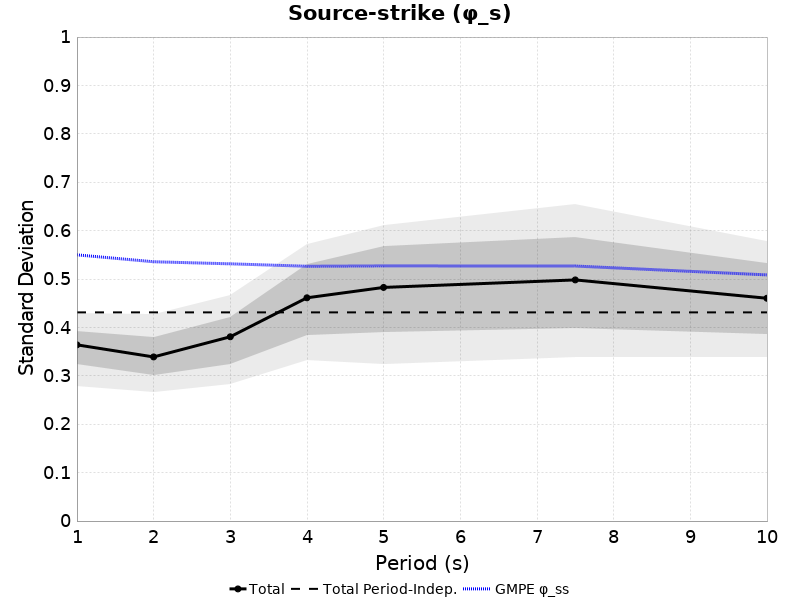 Source-strike (φ_s)
1
0.9
0.8
0.7
0.6
0.5
0.4
0.3
0.2
0.1
0
Standard Deviation
1 2 3 4 5 6 7 8 9 10
Period (s)
Total Total Period-Indep. GMPE φ_ss